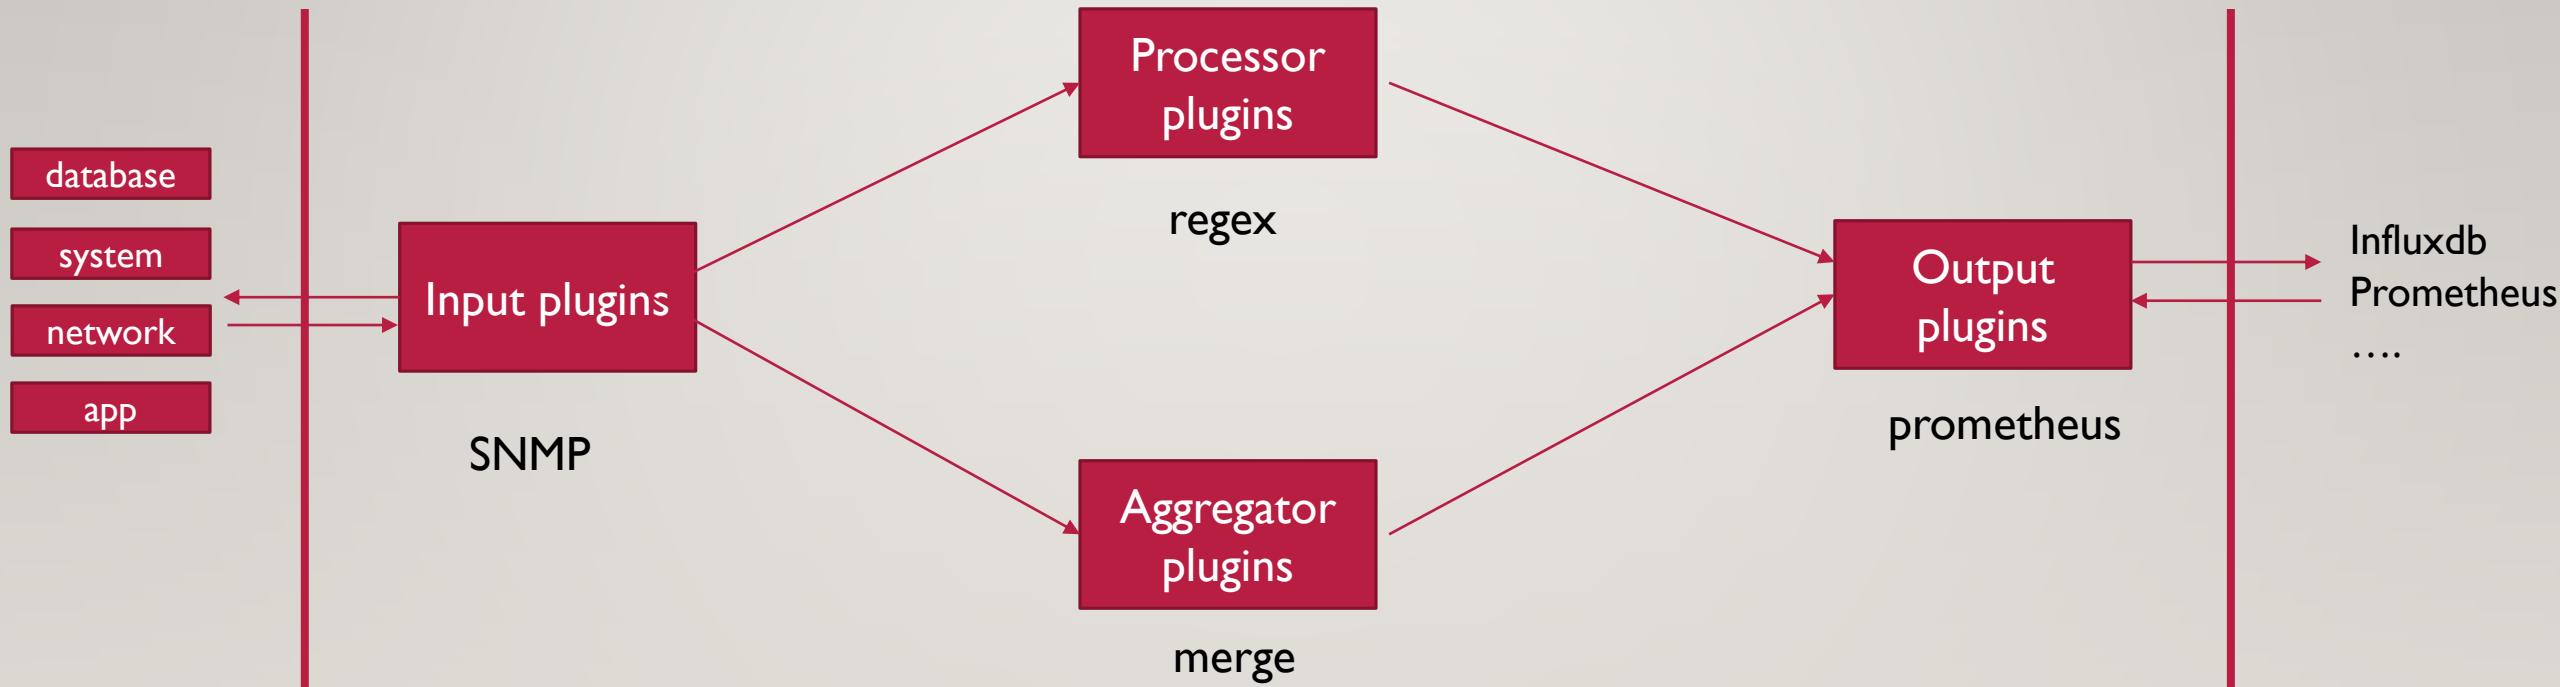 database
system
network
app
Input plugins
SNMP
Processor
plugins
regex
Aggregator
plugins
merge
Output
plugins
prometheus
Influxdb
Prometheus
....